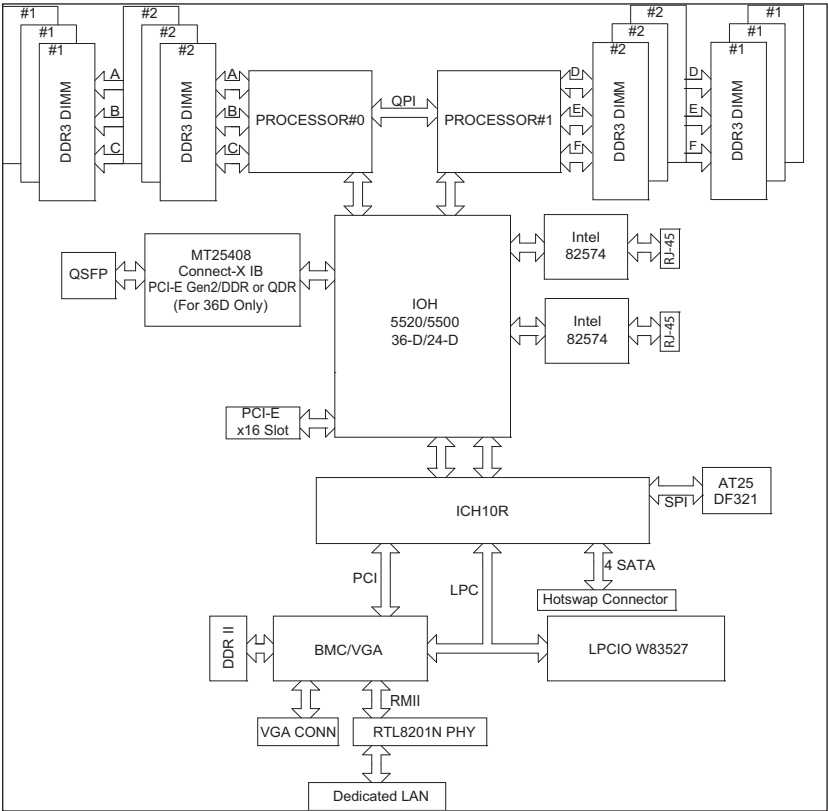 #1
#2
#2
#1
#1
#2
#2
#1
#1
#2
#2
#1
DDR3 DIMM
DDR3 DIMM
DDR3 DIMM
DDR3 DIMM
A
A
D
D
B
B
E
E
C
C
F
F
PROCESSOR#0
QPI
PROCESSOR#1
QSFP
MT25408
Connect-X IB
PCI-E Gen2/DDR or QDR
(For 36D Only)
IOH
5520/5500
36-D/24-D
Intel
82574
RJ-45
Intel
82574
RJ-45
PCI-E
x16 Slot
ICH10R
SPI
AT25
DF321
PCI
LPC
4 SATA
Hotswap Connector
DDR II
BMC/VGA
LPCIO W83527
RMII
VGA CONN
RTL8201N PHY
Dedicated LAN